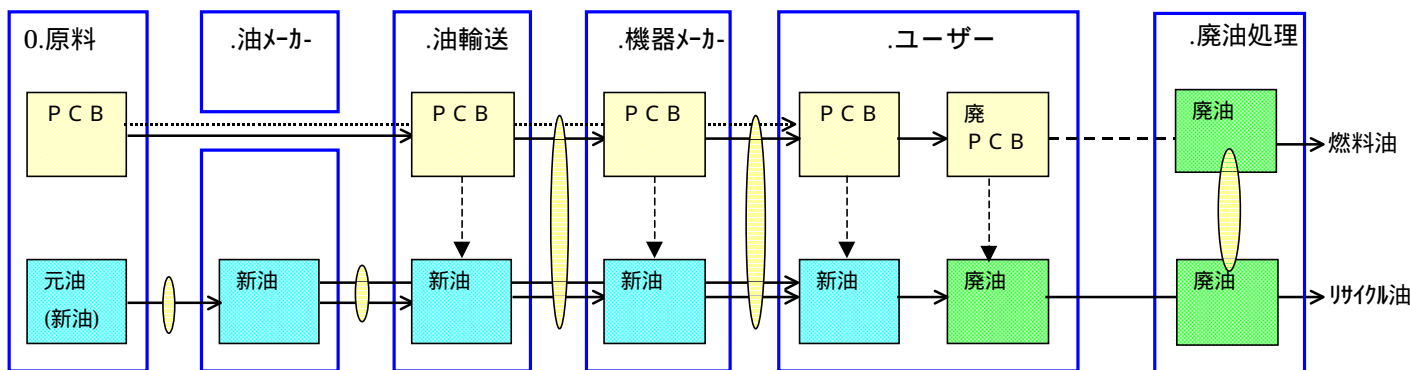 0.原料
.油ﾒｰｶｰ
.油輸送
.機器ﾒｰｶｰ
.ユーザー
.廃油処理
ＰＣＢ
ＰＣＢ
ＰＣＢ
ＰＣＢ
廃
ＰＣＢ
廃油
燃料油
元油
(新油)
新油
新油
新油
新油
廃油
廃油
ﾘｻｲｸﾙ油